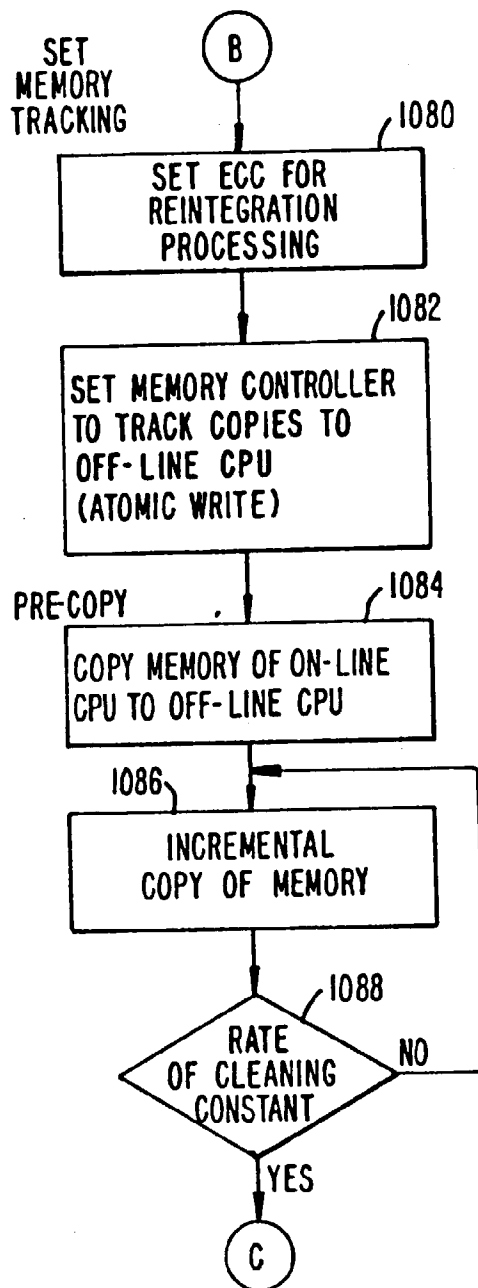 B
SET
MEMORY
TRACKING
1080
SET ECC FOR
REINTEGRATION
PROCESSING
1082
SET MEMORY CONTROLLER
TO TRACK COPIES TO
OFF-LINE CPU
(ATOMIC WRITE)
PRE-COPY
1084
COPY MEMORY OF ON-LINE
CPU TO OFF-LINE CPU
1086
INCREMENTAL
COPY OF MEMORY
1088
RATE
OF CLEANING
CONSTANT
NO
YES
C